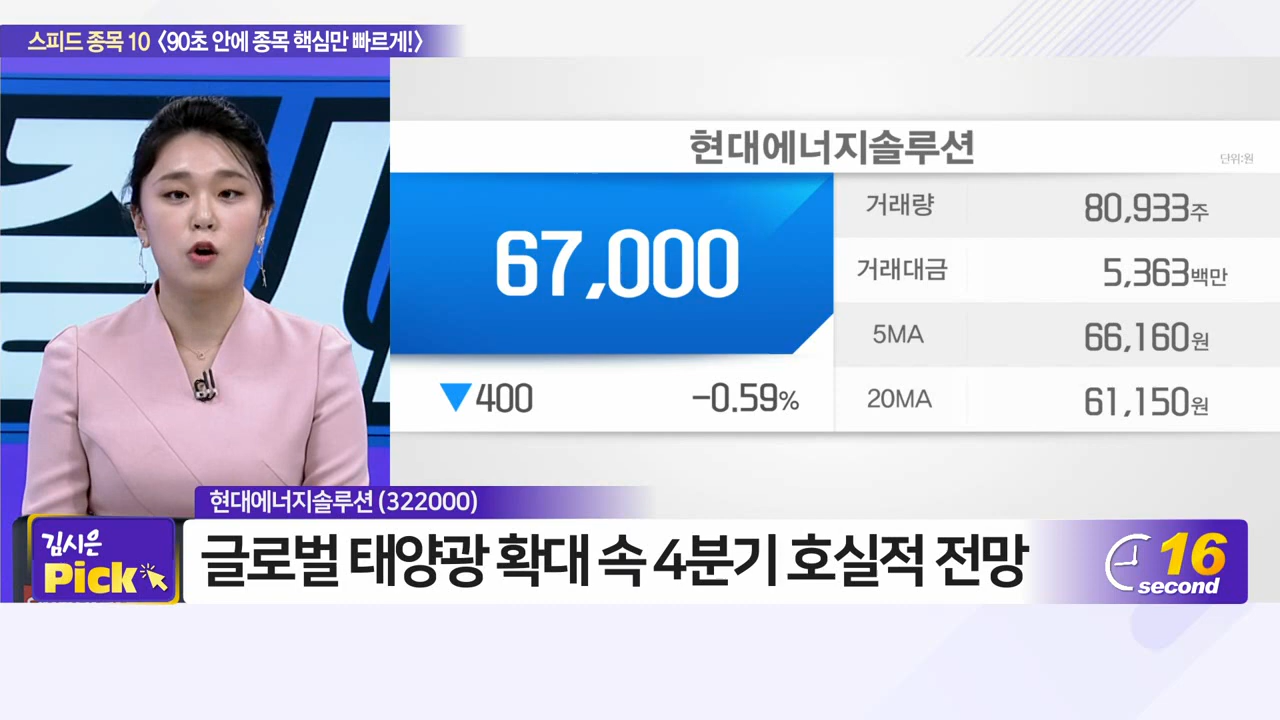 스피드 종목 10 〈90초 안에 종목 핵심만 빠르게!〉
현대에너지솔루션
단위:원
67,000
▼400 -0.59%
거래량 80,933주
거래대금 5,363백만
5MA 66,160원
20MA 61,150원
현대에너지솔루션 (322000)
김시은
Pick
글로벌 태양광 확대 속 4분기 호실적 전망
16
second